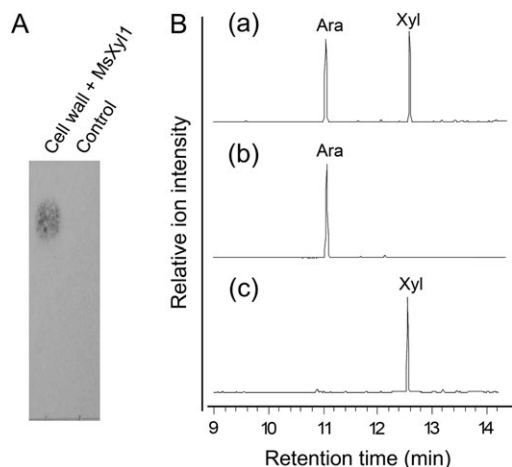 A
Cell wall + MsXyl1
Control
B
(a)
Ara
Xyl
(b)
Ara
(c)
Xyl
Relative ion intensity
9 10 11 12 13 14
Retention time (min)